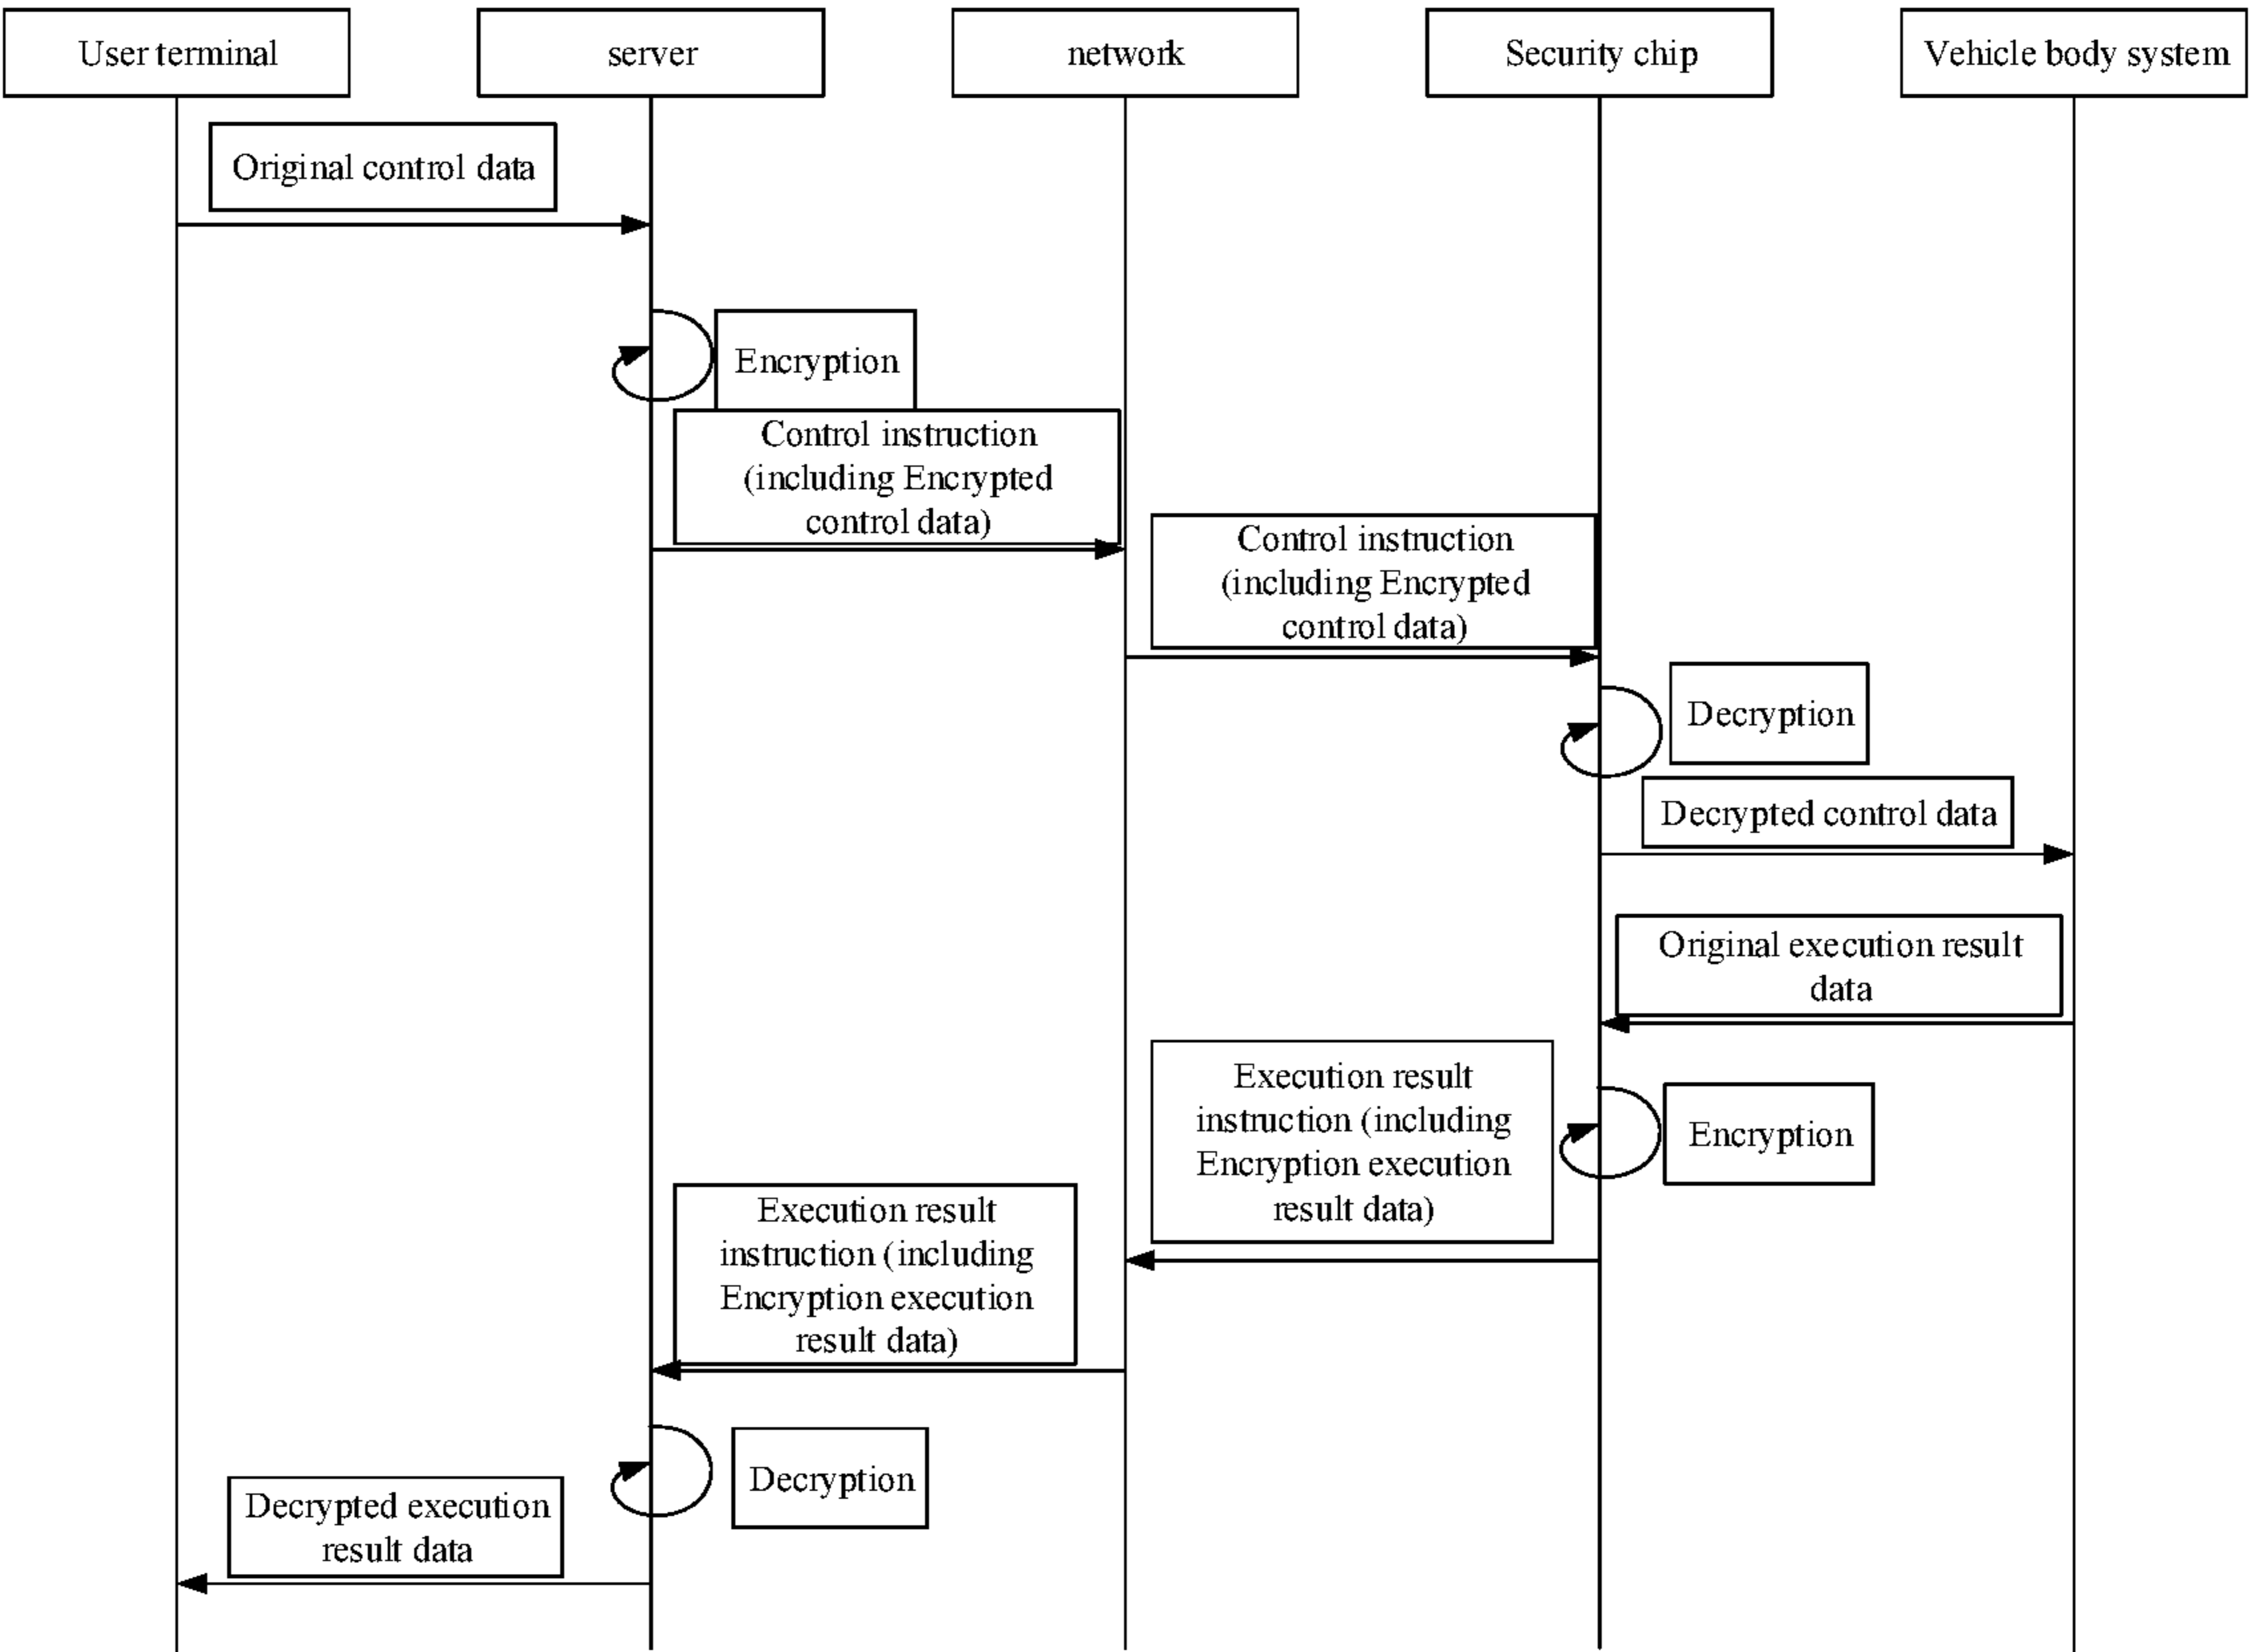 User terminal
server
network
Security chip
Vehicle body system
Original control data
Encryption
Control instruction
(including Encrypted
control data)
Control instruction
(including Encrypted
control data)
Decryption
Decrypted control data
Original execution result
data
Encryption
Execution result
instruction (including
Encryption execution
result data)
Execution result
instruction (including
Encryption execution
result data)
Decryption
Decrypted execution
result data